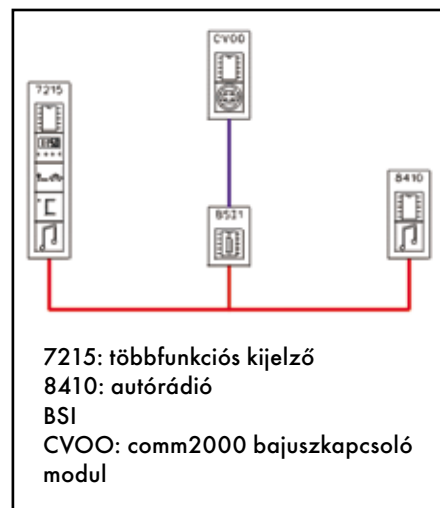 CV00
7215
8410
BSI1
7215: többfunkciós kijelző
8410: autórádió
BSI
CVOO: comm2000 bajuszkapcsoló
modul